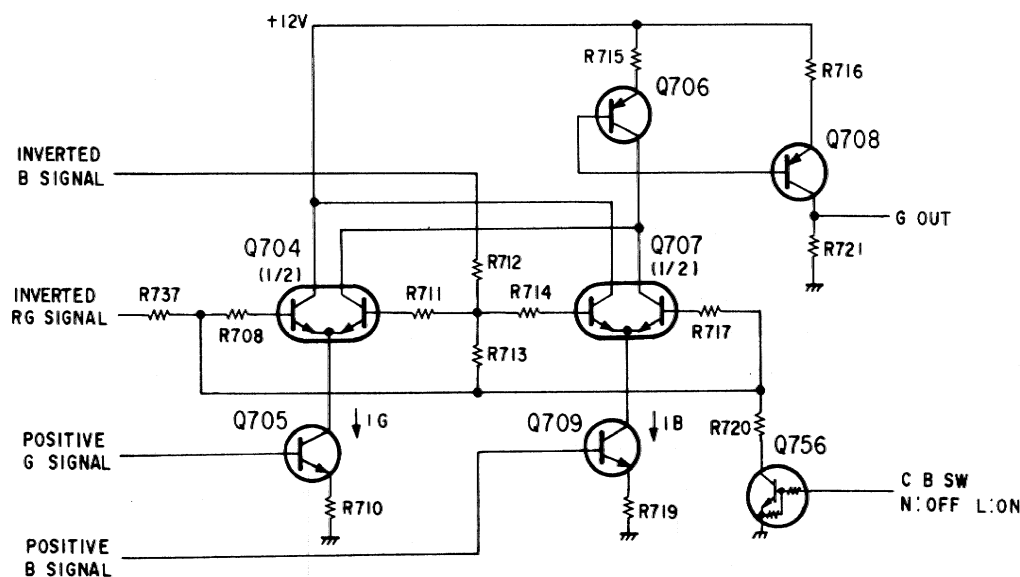 +12V
R715
Q706
R716
Q708
INVERTED
B SIGNAL
G OUT
R721
Q704
(1/2)
R712
Q707
(1/2)
INVERTED
RG SIGNAL
R737
R708
R711
R714
R717
R713
Q705
IG
Q709
IB
R720
Q756
POSITIVE
G SIGNAL
C B SW
N:OFF L:ON
R710
R719
POSITIVE
B SIGNAL